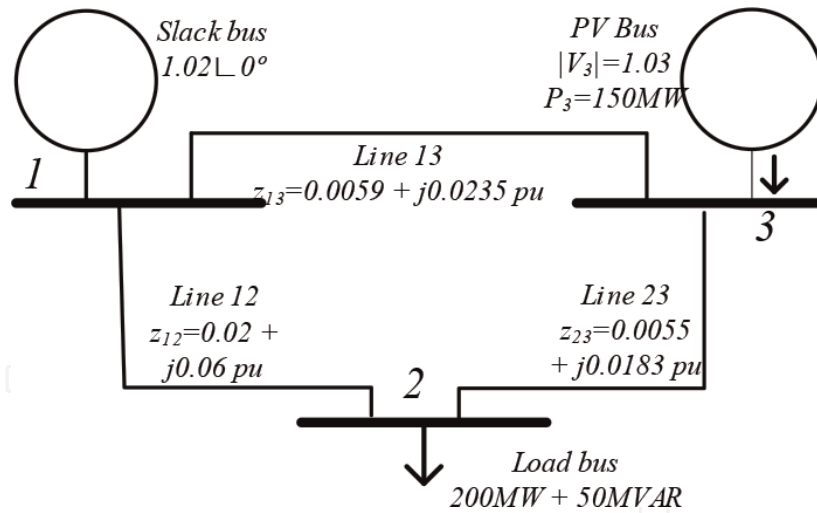 Slack bus
1.02∟0º
PV Bus
|V₃|=1.03
P₃=150MW
1
Line 13
z₁₃=0.0059 + j0.0235 pu
3
Line 12
z₁₂=0.02 +
j0.06 pu
Line 23
z₂₃=0.0055
+ j0.0183 pu
2
Load bus
200MW + 50MVAR